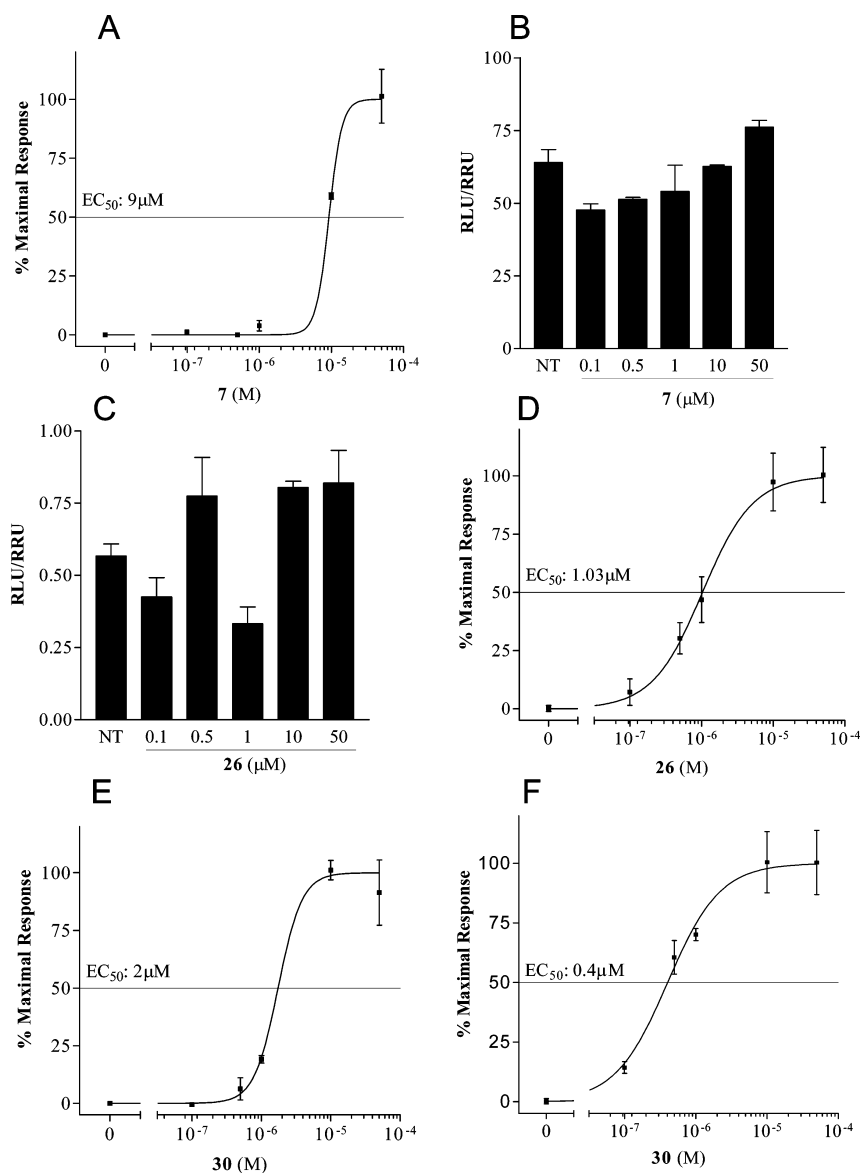 A
% Maximal Response
100
75
50
25
0
EC50: 9µM
0 10-7 10-6 10-5 10-4
7 (M)
B
RLU/RRU
100
75
50
25
0
NT 0.1 0.5 1 10 50
7 (µM)
C
RLU/RRU
1.00
0.75
0.50
0.25
0.00
NT 0.1 0.5 1 10 50
26 (µM)
D
% Maximal Response
100
75
50
25
0
EC50: 1.03µM
0 10-7 10-6 10-5 10-4
26 (M)
E
% Maximal Response
100
75
50
25
0
EC50: 2µM
0 10-7 10-6 10-5 10-4
30 (M)
F
% Maximal Response
100
75
50
25
0
EC50: 0.4µM
0 10-7 10-6 10-5 10-4
30 (M)